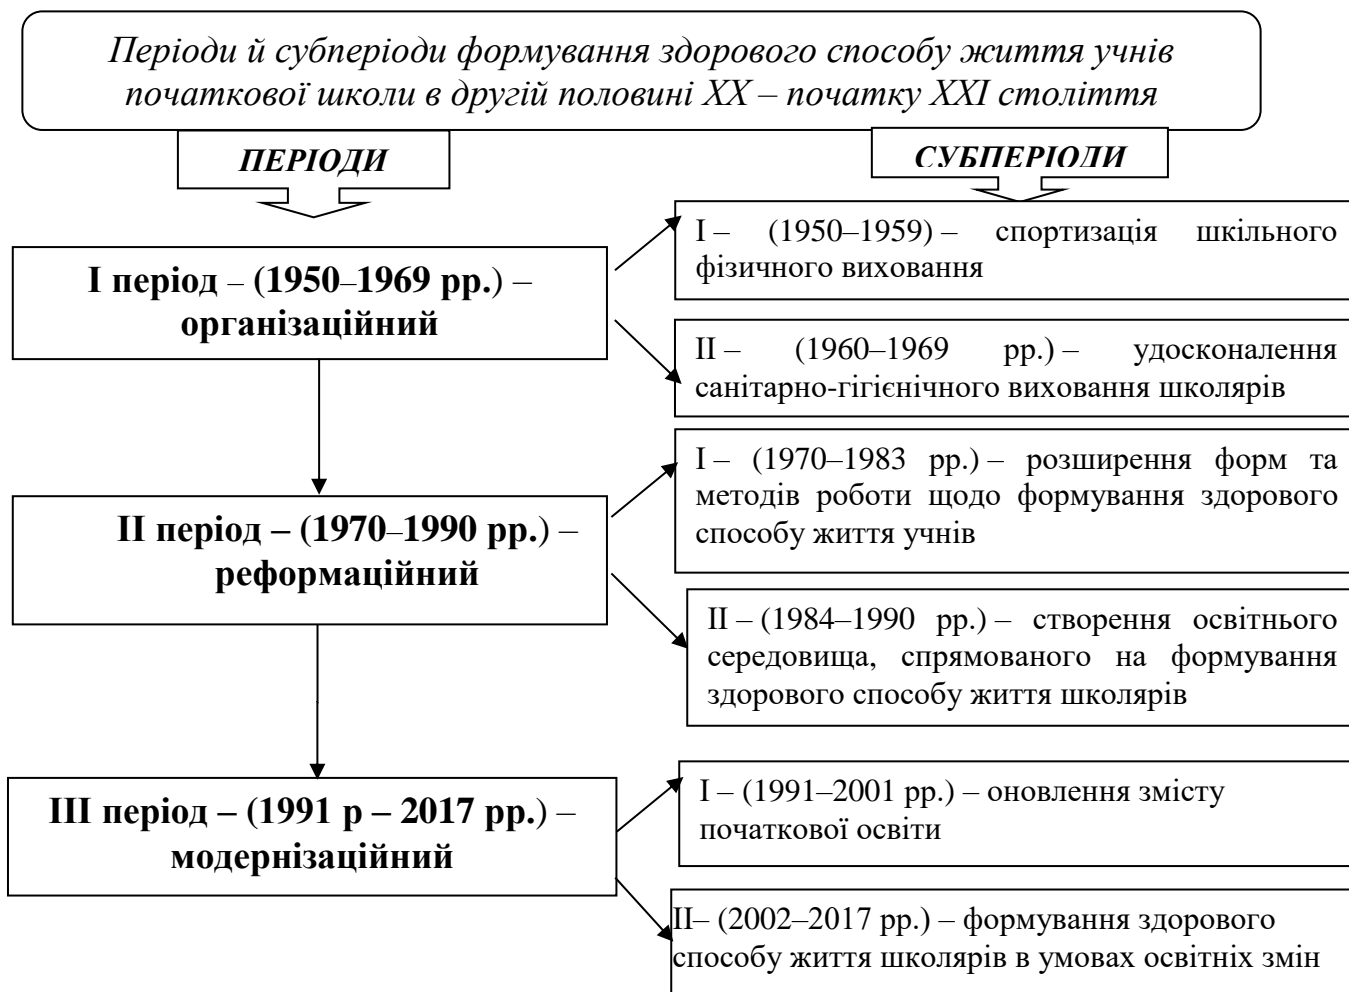 Періоди й субперіоди формування здорового способу життя учнів
початкової школи в другій половині ХХ – початку ХХІ століття
ПЕРІОДИ
СУБПЕРІОДИ
І період – (1950–1969 рр.) –
організаційний
І – (1950–1959) – спортизація шкільного
фізичного виховання
ІІ – (1960–1969 рр.) – удосконалення
санітарно-гігієнічного виховання школярів
ІІ період – (1970–1990 рр.) –
реформаційний
І – (1970–1983 рр.) – розширення форм та
методів роботи щодо формування здорового
способу життя учнів
ІІ – (1984–1990 рр.) – створення освітнього
середовища, спрямованого на формування
здорового способу життя школярів
ІІІ період – (1991 р – 2017 рр.) –
модернізаційний
І – (1991–2001 рр.) – оновлення змісту
початкової освіти
ІІ– (2002–2017 рр.) – формування здорового
способу життя школярів в умовах освітніх змін